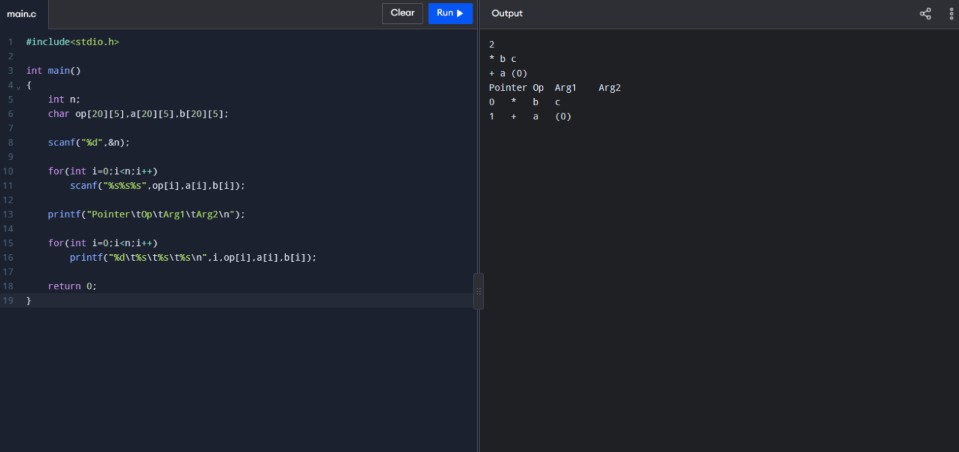 main.c
Clear
Run
Output
1 #include<stdio.h>
2
3 int main()
4 {
5 int n;
6 char op[20][5],a[20][5],b[20][5];
7
8 scanf("%d",&n);
9
10 for(int i=0;i<n;i++)
11 scanf("%s%s%s",op[i],a[i],b[i]);
12
13 printf("Pointer\tOp\tArg1\tArg2\n");
14
15 for(int i=0;i<n;i++)
16 printf("%d\t%s\t%s\t%s\n",i,op[i],a[i],b[i]);
17
18 return 0;
19 }
2
* b c
+ a (0)
Pointer Op Arg1 Arg2
0 * b c
1 + a (0)